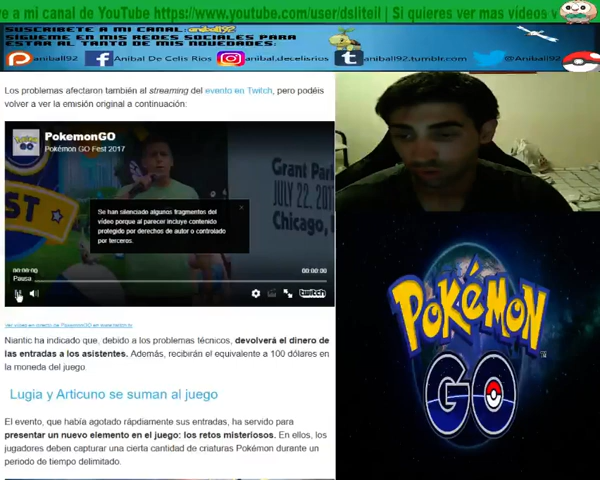 e a mi canal de YouTube https://www.youtube.com/user/dsliteII | Si quieres ver mas videos v
SUSCRIBETE A MI CANAL: aniball92
SIGUEME EN MIS REDES SOCIALES PARA
ESTAR AL TANTO DE MIS NOVEDADES:
aniball92
Aníbal De Celis Rios
anibal.decelisrios
aniball92.tumblr.com
@Aniball92
Los problemas afectaron también al streaming del evento en Twitch, pero podéis
volver a ver la emisión original a continuación:
PokemonGO
Pokémon GO Fest 2017
Grant Par
JULY 22, 201
Chicago, I
ST
Se han silenciado algunos fragmentos del
vídeo porque al parecer incluye contenido
protegido por derechos de autor o controlado
por terceros.
00:00:00
00:00:00
Pausa
twitch
Niantic ha indicado que, debido a los problemas técnicos, devolverá el dinero de
las entradas a los asistentes. Además, recibirán el equivalente a 100 dólares en
la moneda del juego.
Lugia y Articuno se suman al juego
El evento, que había agotado rápidamente sus entradas, ha servido para
presentar un nuevo elemento en el juego: los retos misteriosos. En ellos, los
jugadores deben capturar una cierta cantidad de criaturas Pokémon durante un
periodo de tiempo delimitado.
POKÉMON
GO